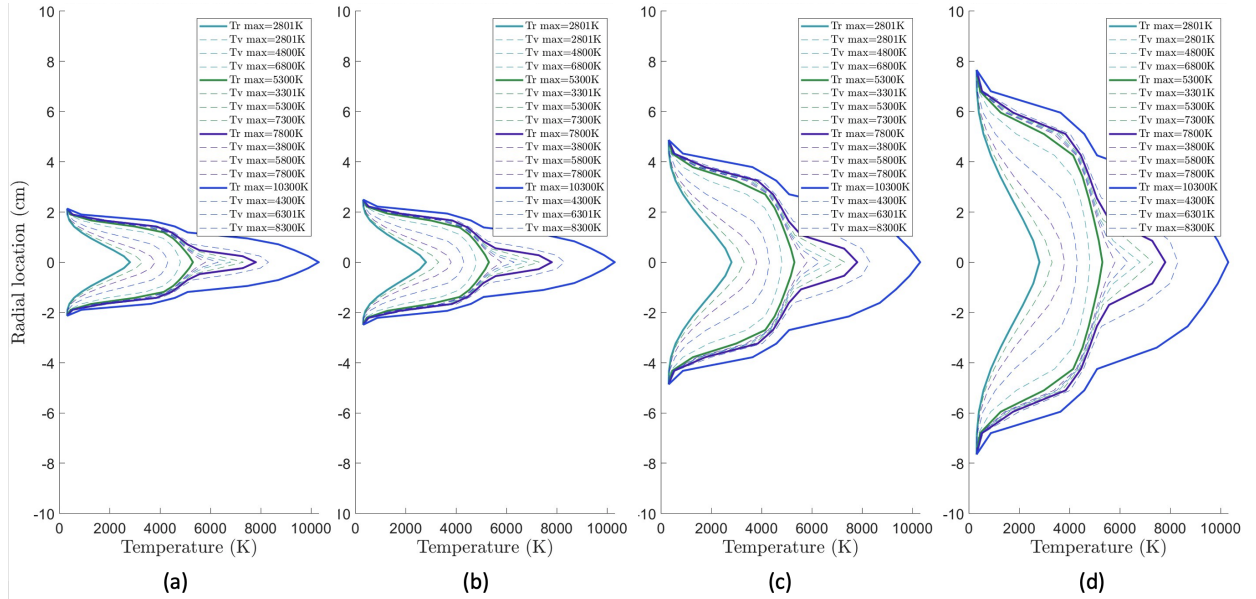 10
8
6
4
2
0
-2
-4
-6
-8
-10
Radial location (cm)
0 2000 4000 6000 8000 10000
Temperature (K)
(a)
Tr max=2801K
Tv max=2801K
Tv max=4800K
Tv max=6800K
Tr max=5300K
Tv max=3301K
Tv max=5300K
Tv max=7300K
Tr max=7800K
Tv max=3800K
Tv max=5800K
Tv max=7800K
Tr max=10300K
Tv max=4300K
Tv max=6301K
Tv max=8300K
10
8
6
4
2
0
-2
-4
-6
-8
10
0 2000 4000 6000 8000 10000
Temperature (K)
(b)
Tr max=2801K
Tv max=2801K
Tv max=4800K
Tv max=6800K
Tr max=5300K
Tv max=3301K
Tv max=5300K
Tv max=7300K
Tr max=7800K
Tv max=3800K
Tv max=5800K
Tv max=7800K
Tr max=10300K
Tv max=4300K
Tv max=6301K
Tv max=8300K
10
8
6
4
2
0
-2
-4
-6
-8
-10
0 2000 4000 6000 8000 10000
Temperature (K)
(c)
Tr max=2801K
Tv max=2801K
Tv max=4800K
Tv max=6800K
Tr max=5300K
Tv max=3301K
Tv max=5300K
Tv max=7300K
Tr max=7800K
Tv max=3800K
Tv max=5800K
Tv max=7800K
Tr max=10300K
Tv max=4300K
Tv max=6301K
Tv max=8300K
10
8
6
4
2
0
-2
-4
-6
-8
-10
0 2000 4000 6000 8000 10000
Temperature (K)
(d)
Tr max=2801K
Tv max=2801K
Tv max=4800K
Tv max=6800K
Tr max=5300K
Tv max=3301K
Tv max=5300K
Tv max=7300K
Tr max=7800K
Tv max=3800K
Tv max=5800K
Tv max=7800K
Tr max=10300K
Tv max=4300K
Tv max=6301K
Tv max=8300K